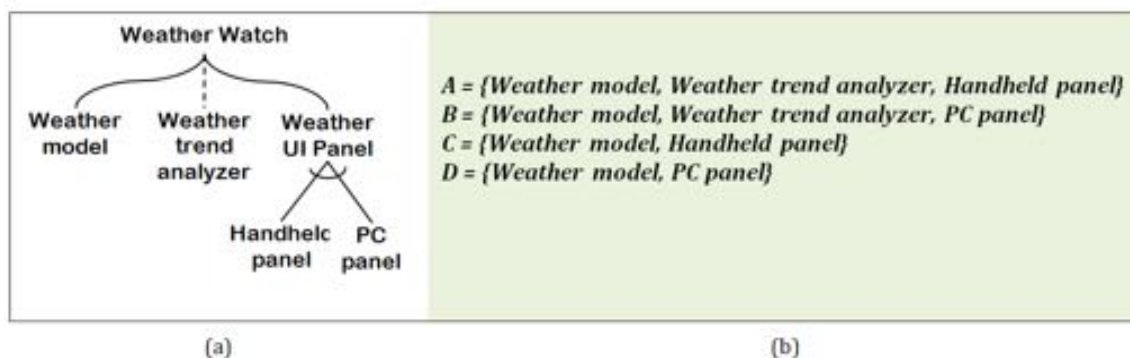 Weather Watch
Weather model
Weather trend analyzer
Weather UI Panel
Handheld panel
PC panel
A = {Weather model, Weather trend analyzer, Handheld panel}
B = {Weather model, Weather trend analyzer, PC panel}
C = {Weather model, Handheld panel}
D = {Weather model, PC panel}
(a)
(b)